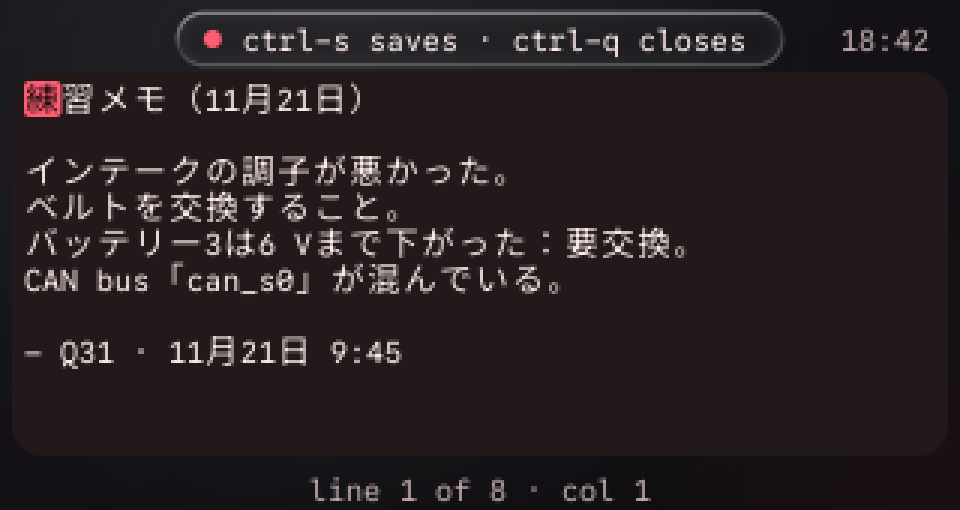 ctrl-s saves · ctrl-q closes
18:42
練習メモ（11月21日）
インテークの調子が悪かった。
ベルトを交換すること。
バッテリー3は6 Vまで下がった：要交換。
CAN bus「can_s0」が混んでいる。
— Q31 · 11月21日 9:45
line 1 of 8 · col 1